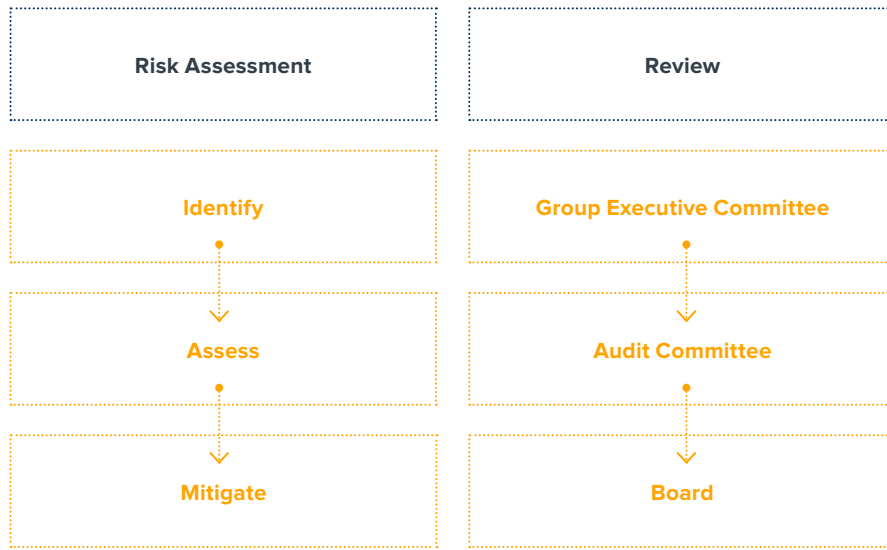 Risk Assessment
Review
Identify
Group Executive Committee
Assess
Audit Committee
Mitigate
Board